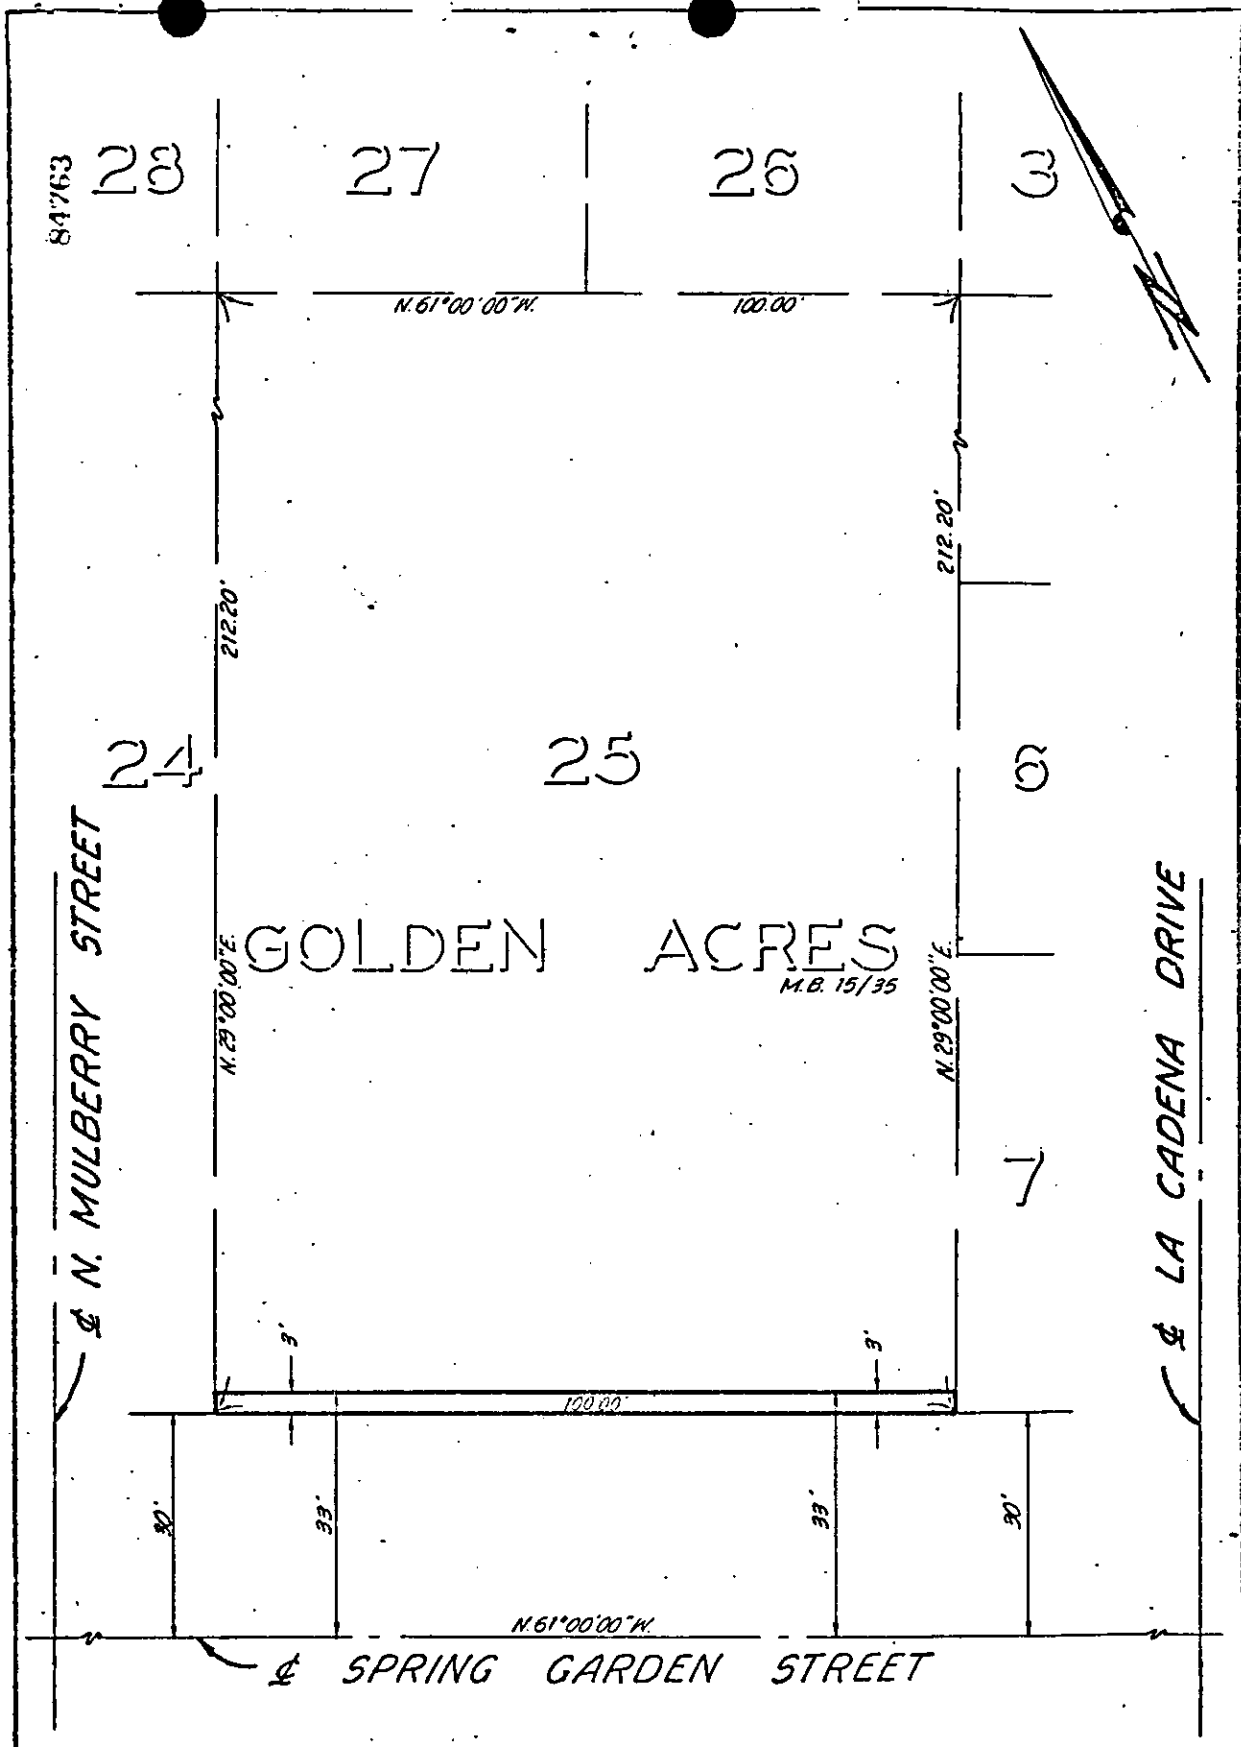 84763
28 27 26 3
N. 61°00'00"W. 100.00'
N
212.20'
212.20'
24 25 6
GOLDEN ACRES
M.B. 15/35
N. 29°00'00"E.
N. 29°00'00"E.
7
℄ N. MULBERRY STREET
℄ LA CADENA DRIVE
3' 3'
100.00'
30' 33' 33' 30'
N.61°00'00"W.
℄ SPRING GARDEN STREET